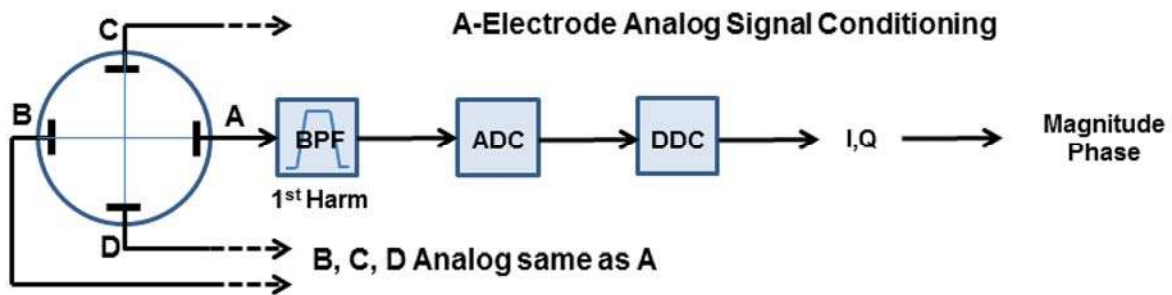 C
A-Electrode Analog Signal Conditioning
B
A
BPF
ADC
DDC
I,Q
Magnitude
Phase
1st Harm
D
B, C, D Analog same as A